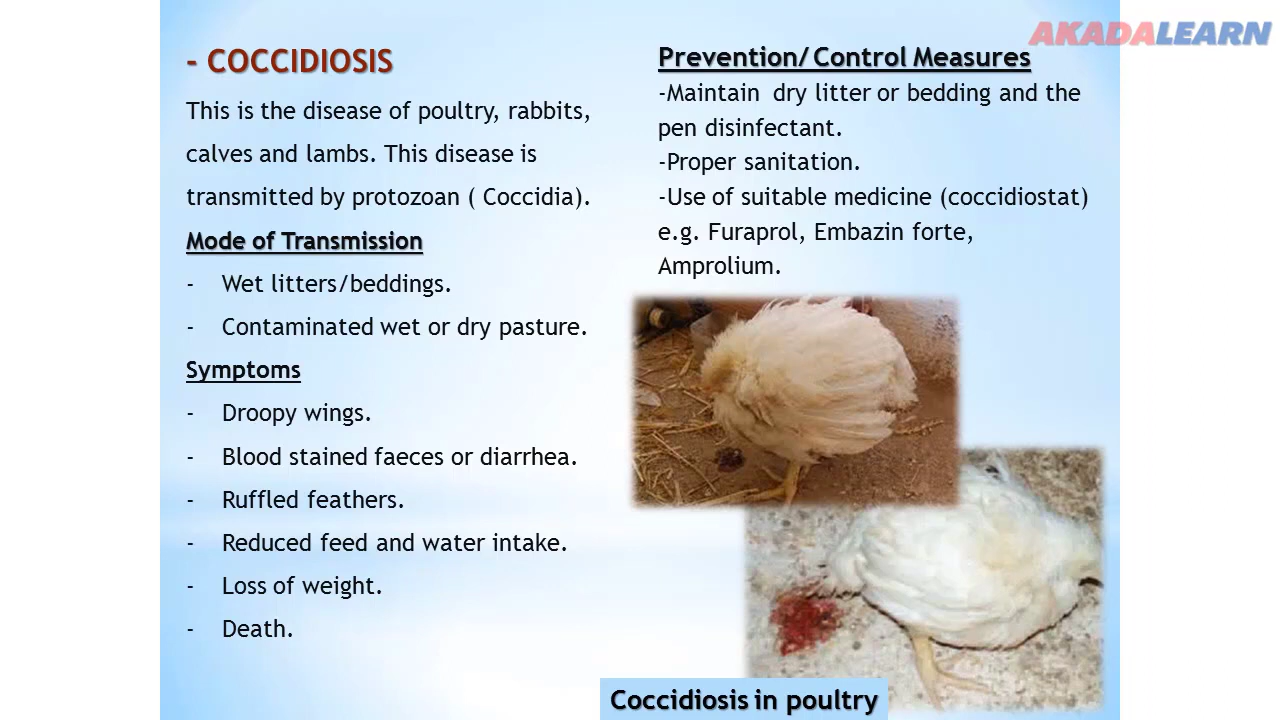 - COCCIDIOSIS
This is the disease of poultry, rabbits,
calves and lambs. This disease is
transmitted by protozoan ( Coccidia).
Mode of Transmission
- Wet litters/beddings.
- Contaminated wet or dry pasture.
Symptoms
- Droopy wings.
- Blood stained faeces or diarrhea.
- Ruffled feathers.
- Reduced feed and water intake.
- Loss of weight.
- Death.
AKADALEARN
Prevention/ Control Measures
-Maintain dry litter or bedding and the
pen disinfectant.
-Proper sanitation.
-Use of suitable medicine (coccidiostat)
e.g. Furaprol, Embazin forte,
Amprolium.
Coccidiosis in poultry